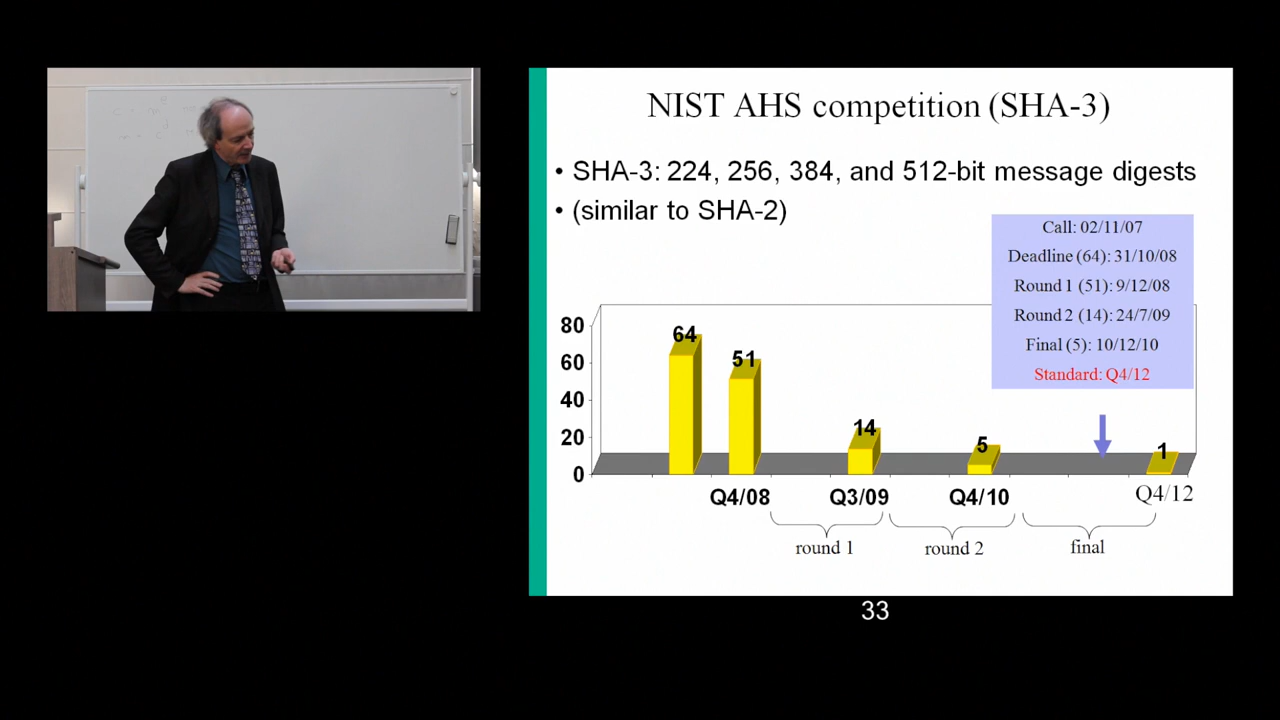 NIST AHS competition (SHA-3)
• SHA-3: 224, 256, 384, and 512-bit message digests
• (similar to SHA-2)
Call: 02/11/07
Deadline (64): 31/10/08
Round 1 (51): 9/12/08
Round 2 (14): 24/7/09
Final (5): 10/12/10
Standard: Q4/12
80
60
40
20
0
64
51
14
5
1
Q4/08
Q3/09
Q4/10
Q4/12
round 1
round 2
final
33